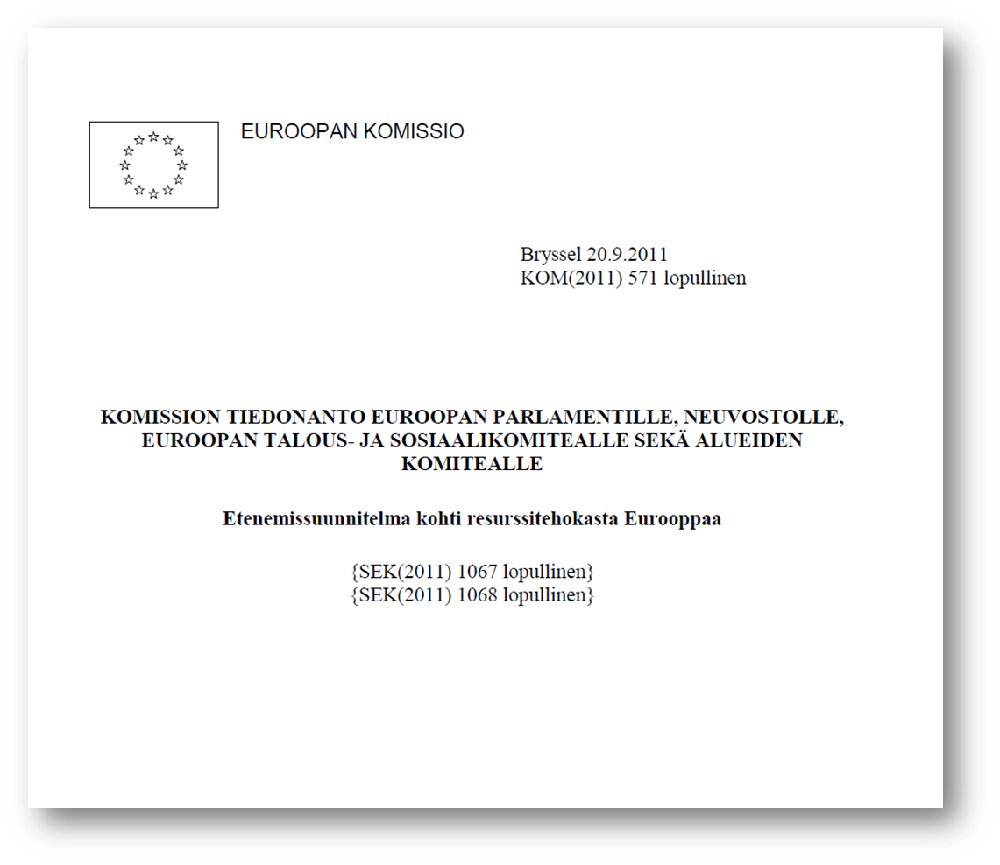 EUROOPAN KOMISSIO
Bryssel 20.9.2011
KOM(2011) 571 lopullinen
KOMISSION TIEDONANTO EUROOPAN PARLAMENTILLE, NEUVOSTOLLE,
EUROOPAN TALOUS- JA SOSIAALIKOMITEALLE SEKÄ ALUEIDEN
KOMITEALLE
Etenemissuunnitelma kohti resurssitehokasta Eurooppaa
{SEK(2011) 1067 lopullinen}
{SEK(2011) 1068 lopullinen}